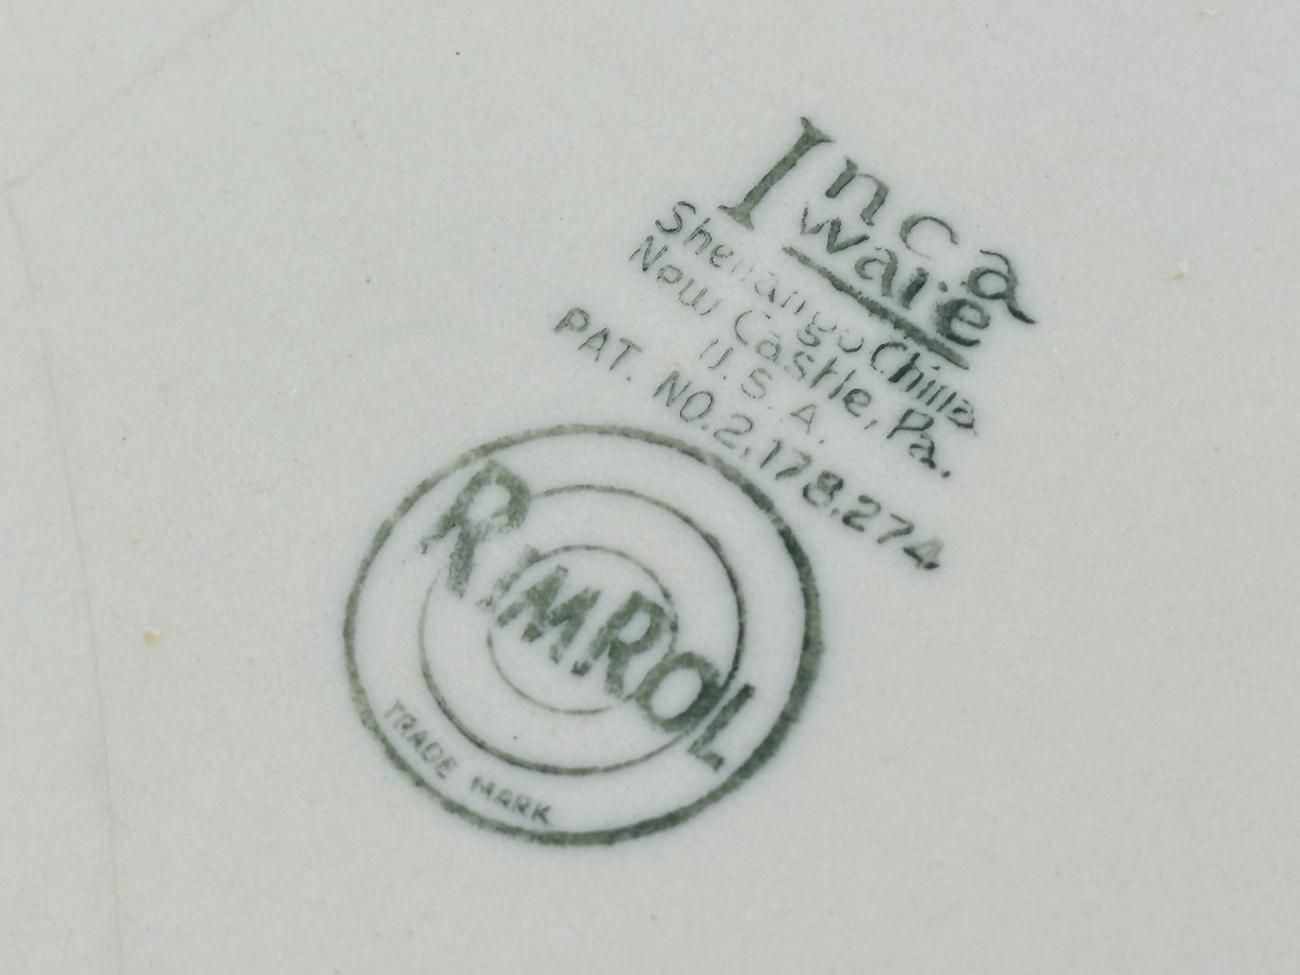 Inca
ware
Shenango China
New Castle, Pa.
U.S.A.
PAT. NO. 2,178,274
RIMROL
TRADE MARK